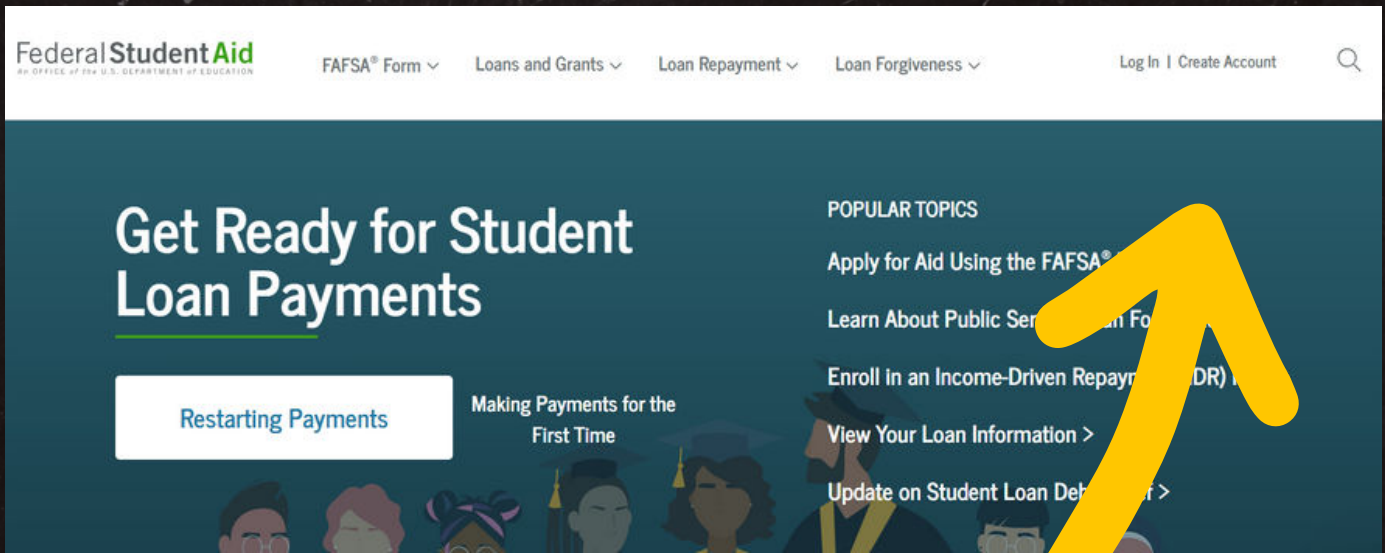 Federal Student Aid
An OFFICE of the U.S. DEPARTMENT of EDUCATION
FAFSA® Form
Loans and Grants
Loan Repayment
Loan Forgiveness
Log In | Create Account
Get Ready for Student
Loan Payments
Restarting Payments
Making Payments for the
First Time
POPULAR TOPICS
Apply for Aid Using the FAFSA®
Learn About Public
Enroll in an Income-Driven
View Your Loan Information >
Update on Student Loan >